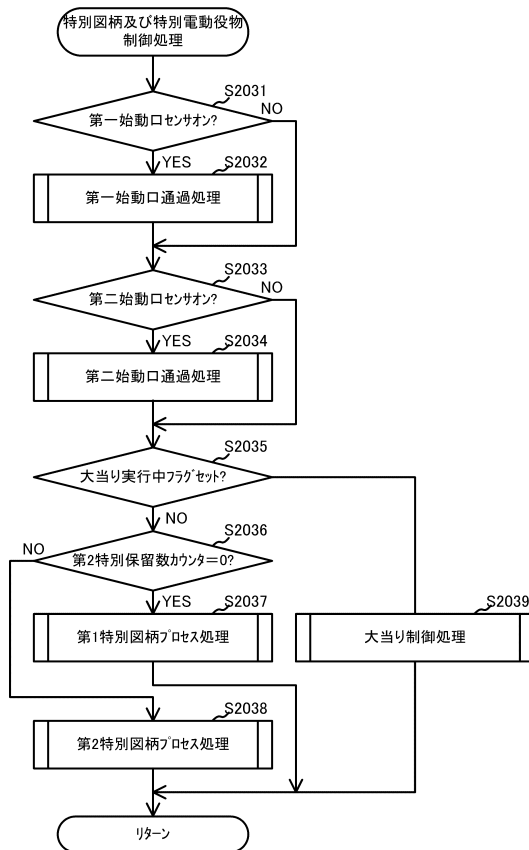 特別図柄及び特別電動役物
制御処理
S2031
第一始動口センサオン?
NO
YES
S2032
第一始動口通過処理
S2033
第二始動口センサオン?
NO
YES
S2034
第二始動口通過処理
S2035
大当り実行中フラグセット?
NO
S2036
NO
第2特別保留数カウンタ=0?
YES
S2037
第1特別図柄プロセス処理
S2039
大当り制御処理
S2038
第2特別図柄プロセス処理
リターン